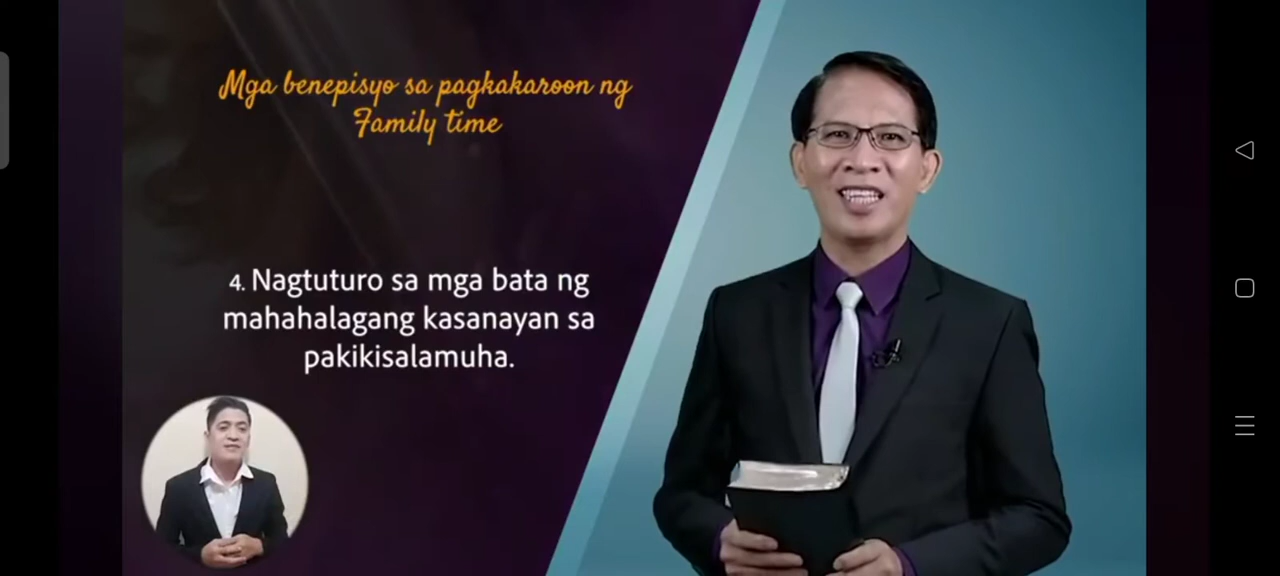 Mga benepisyo sa pagkakaroon ng
Family time
4. Nagtuturo sa mga bata ng
mahahalagang kasanayan sa
pakikisalamuha.